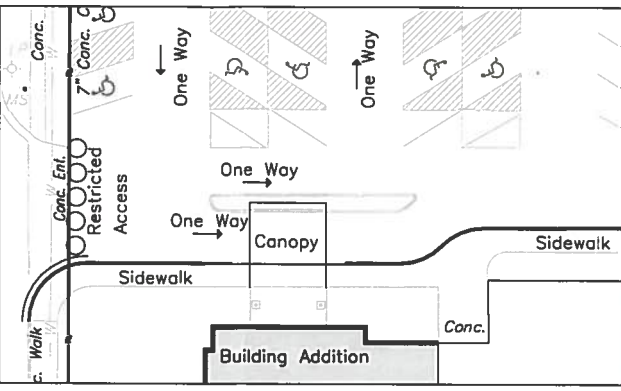 Conc.
7" Conc.
One Way
One Way
Conc. Ent.
Restricted
Access
One Way
One Way
Canopy
Sidewalk
Sidewalk
Conc.
Building Addition
Walk